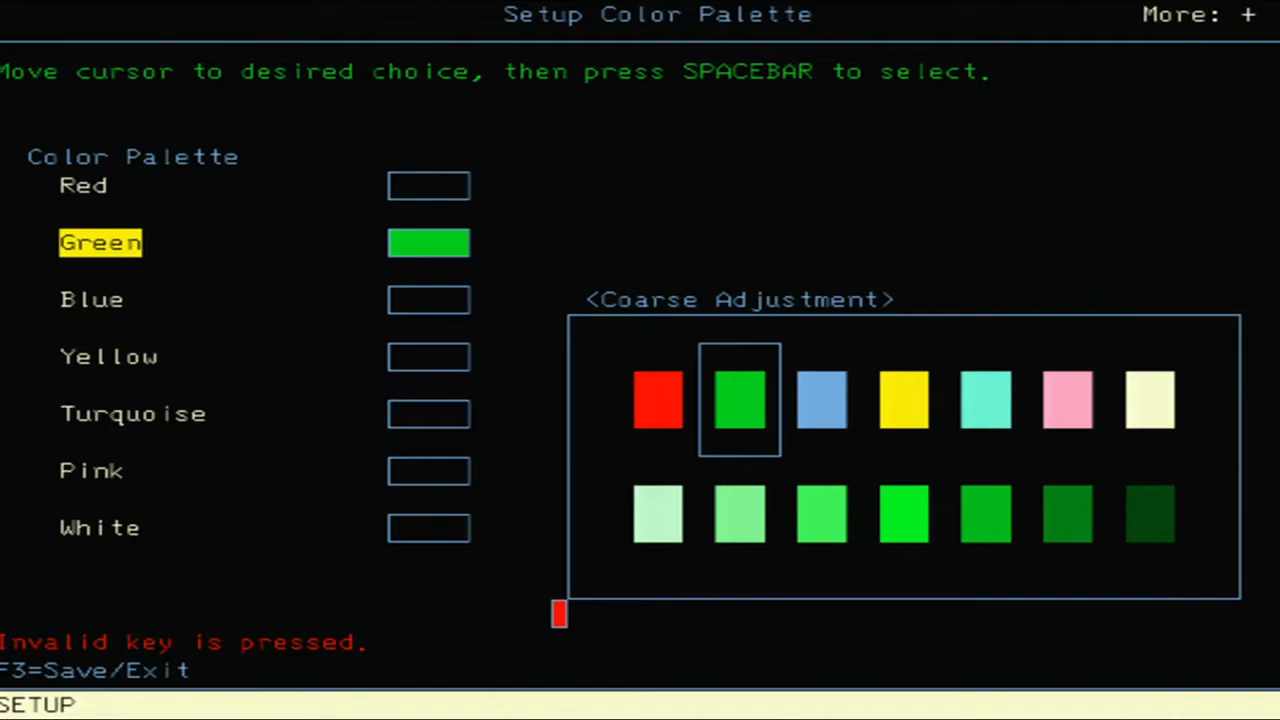 Setup Color Palette More: +
Move cursor to desired choice, then press SPACEBAR to select.
Color Palette
Red
Green
Blue
<Coarse Adjustment>
Yellow
Turquoise
Pink
White
Invalid key is pressed.
F3=Save/Exit
SETUP